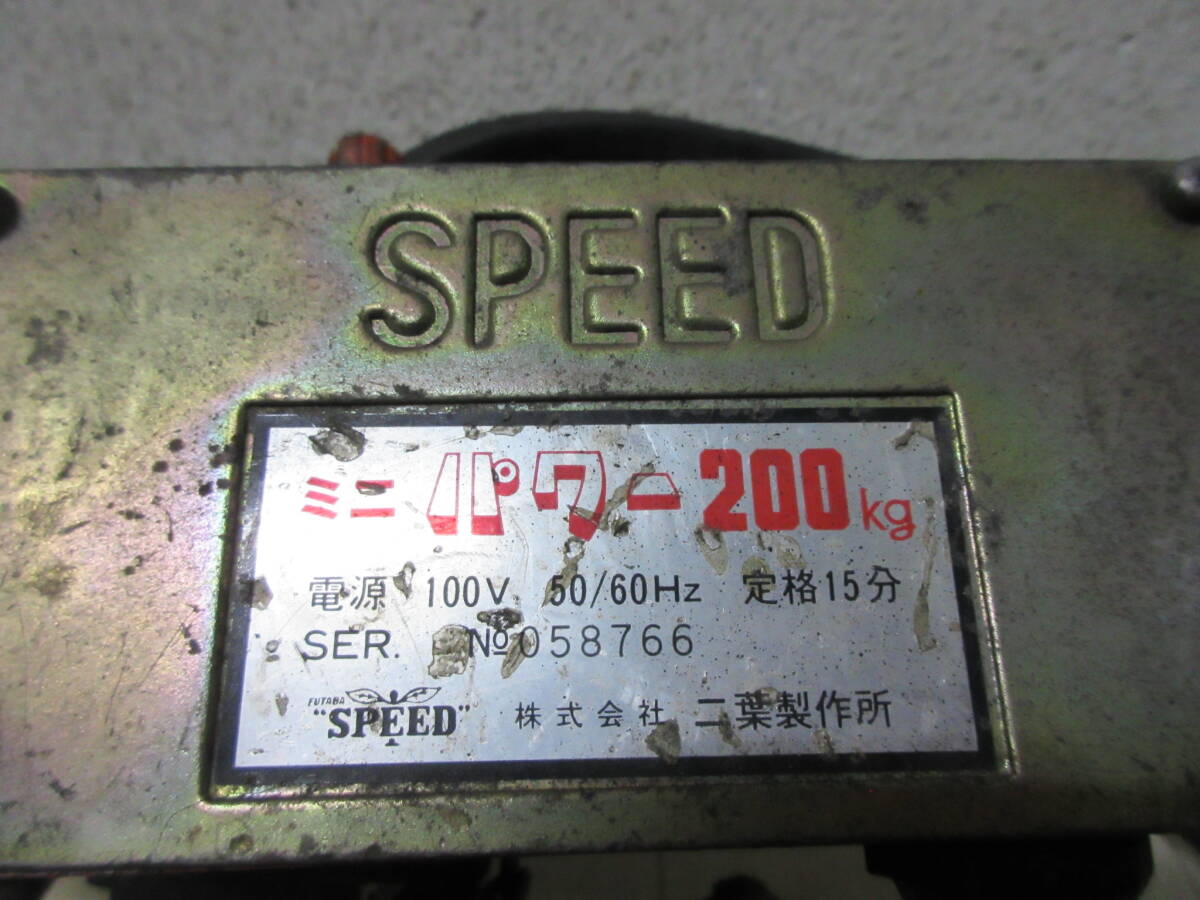 SPEED
ミニパワー200kg
電源 100V 50/60Hz 定格15分
SER. №058766
FUTABA "SPEED" 株式会社 二葉製作所